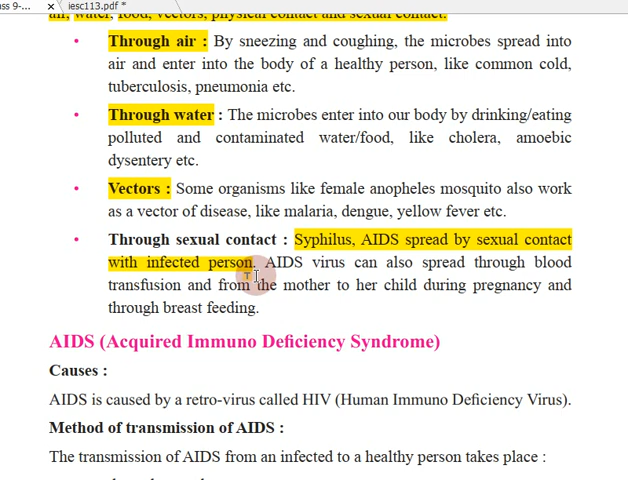 ass 9-...
iesc113.pdf *
air, water, food, vectors, physical contact and sexual contact.
• Through air : By sneezing and coughing, the microbes spread into
air and enter into the body of a healthy person, like common cold,
tuberculosis, pneumonia etc.
• Through water : The microbes enter into our body by drinking/eating
polluted and contaminated water/food, like cholera, amoebic
dysentery etc.
• Vectors : Some organisms like female anopheles mosquito also work
as a vector of disease, like malaria, dengue, yellow fever etc.
• Through sexual contact : Syphilus, AIDS spread by sexual contact
with infected person. AIDS virus can also spread through blood
transfusion and from the mother to her child during pregnancy and
through breast feeding.
AIDS (Acquired Immuno Deficiency Syndrome)
Causes :
AIDS is caused by a retro-virus called HIV (Human Immuno Deficiency Virus).
Method of transmission of AIDS :
The transmission of AIDS from an infected to a healthy person takes place :